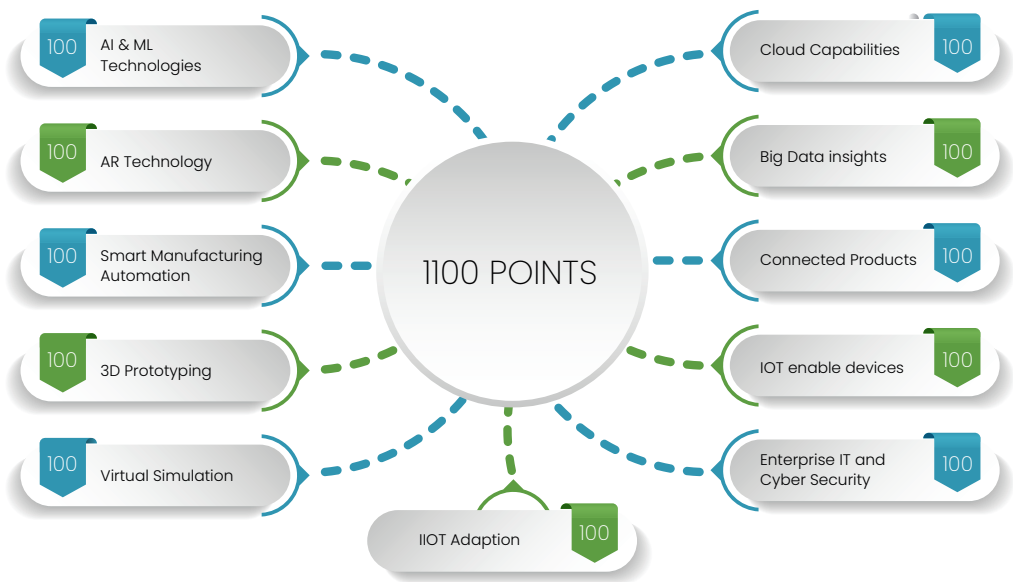 100
AI & ML
Technologies
100
AR Technology
100
Smart Manufacturing
Automation
100
3D Prototyping
100
Virtual Simulation
1100 POINTS
Cloud Capabilities
100
Big Data insights
100
Connected Products
100
IOT enable devices
100
Enterprise IT and
Cyber Security
100
IIOT Adaption
100